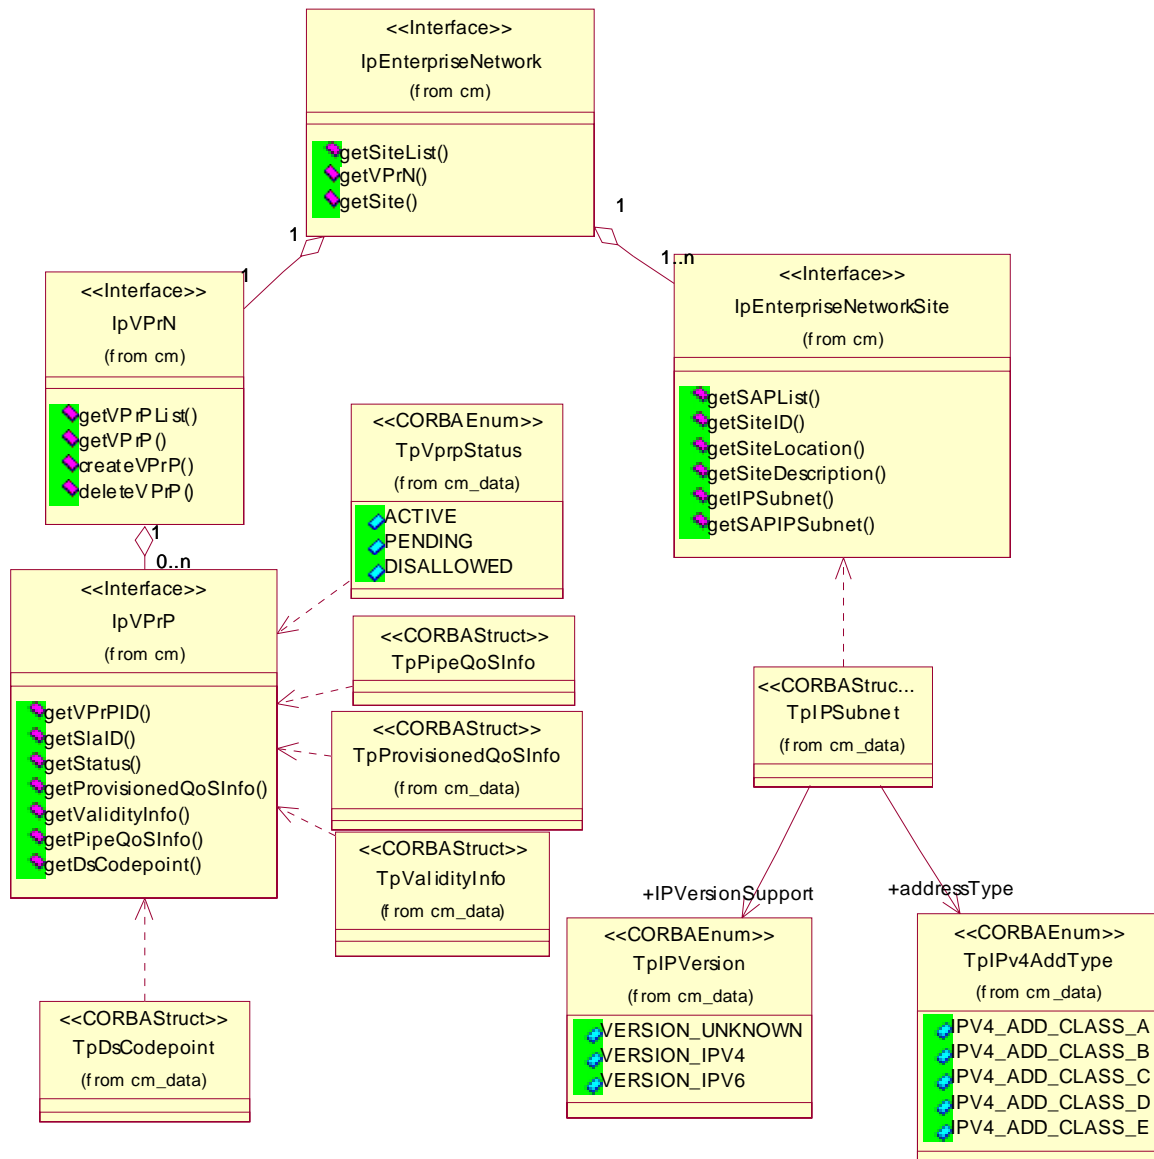 <<Interface>>
IpEnterpriseNetwork
(from cm)
getSiteList()
getVPrN()
getSite()
1
1
1
1..n
<<Interface>>
IpVPrN
(from cm)
getVPrPList()
getVPrP()
createVPrP()
deleteVPrP()
<<Interface>>
IpEnterpriseNetworkSite
(from cm)
getSAPList()
getSiteID()
getSiteLocation()
getSiteDescription()
getIPSubnet()
getSAPIPSubnet()
<<CORBAEnum>>
TpVprpStatus
(from cm_data)
ACTIVE
PENDING
DISALLOWED
1
0..n
<<Interface>>
IpVPrP
(from cm)
getVPrPID()
getSlaID()
getStatus()
getProvisionedQoSInfo()
getValidityInfo()
getPipeQoSInfo()
getDsCodepoint()
<<CORBAStruct>>
TpPipeQoSInfo
<<CORBAStruct>>
TpProvisionedQoSInfo
(from cm_data)
<<CORBAStruct>>
TpValidityInfo
(from cm_data)
<<CORBAStruc...
TpIPSubnet
(from cm_data)
+IPVersionSupport
+addressType
<<CORBAStruct>>
TpDsCodepoint
(from cm_data)
<<CORBAEnum>>
TpIPVersion
(from cm_data)
VERSION_UNKNOWN
VERSION_IPV4
VERSION_IPV6
<<CORBAEnum>>
TpIPv4AddType
(from cm_data)
IPV4_ADD_CLASS_A
IPV4_ADD_CLASS_B
IPV4_ADD_CLASS_C
IPV4_ADD_CLASS_D
IPV4_ADD_CLASS_E